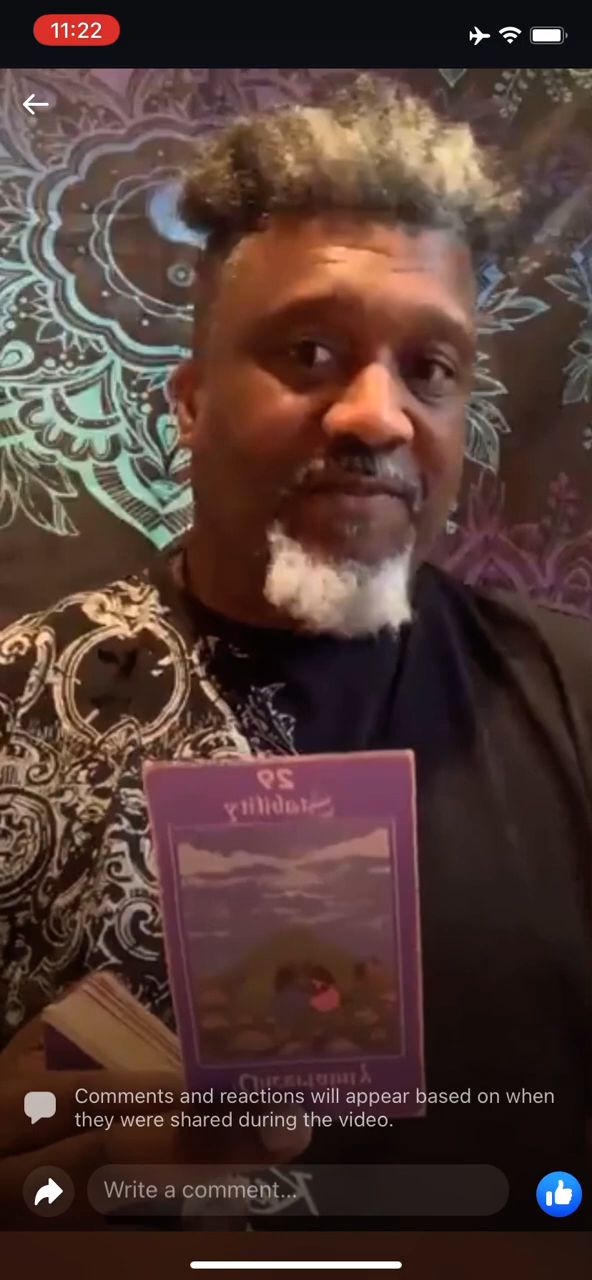 11:22
29
Stability
Comments and reactions will appear based on when
they were shared during the video.
Write a comment...